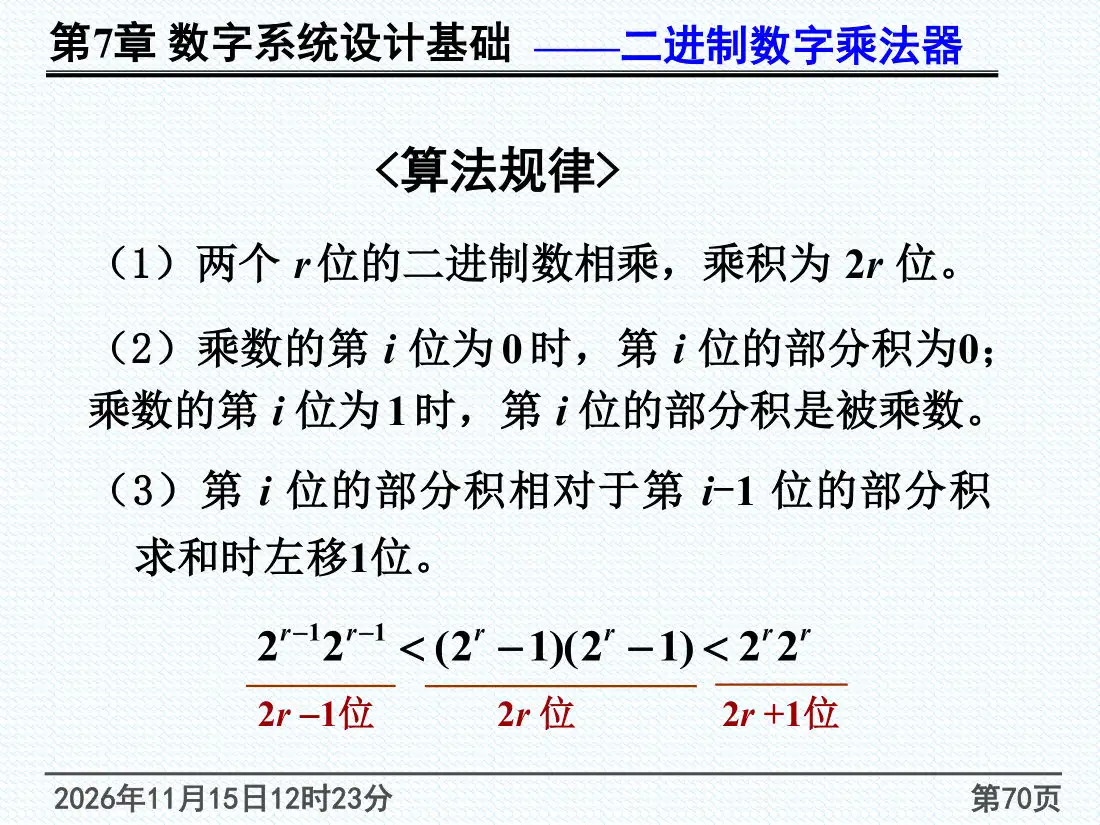 第7章 数字系统设计基础 ——二进制数字乘法器
<算法规律>
（1）两个 r 位的二进制数相乘，乘积为 2r 位。
（2）乘数的第 i 位为 0 时，第 i 位的部分积为0；
乘数的第 i 位为 1 时，第 i 位的部分积是被乘数。
（3）第 i 位的部分积相对于第 i-1 位的部分积
求和时左移1位。
2^{r-1}2^{r-1} < (2^r − 1)(2^r − 1) < 2^r2^r
2r –1位 2r 位 2r +1位
2026年11月15日12时23分 第70页